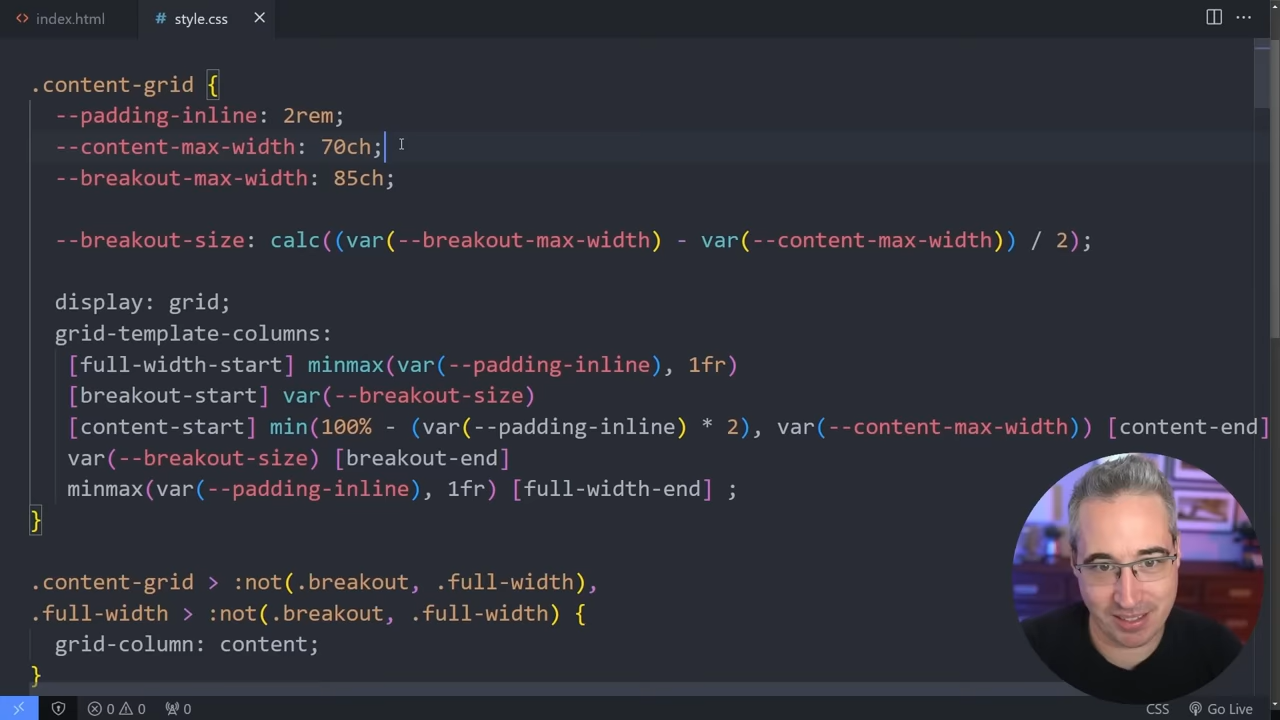 index.html
style.css
.content-grid {
--padding-inline: 2rem;
--content-max-width: 70ch;
--breakout-max-width: 85ch;
--breakout-size: calc((var(--breakout-max-width) - var(--content-max-width)) / 2);
display: grid;
grid-template-columns:
[full-width-start] minmax(var(--padding-inline), 1fr)
[breakout-start] var(--breakout-size)
[content-start] min(100% - (var(--padding-inline) * 2), var(--content-max-width)) [content-end]
var(--breakout-size) [breakout-end]
minmax(var(--padding-inline), 1fr) [full-width-end] ;
}
.content-grid > :not(.breakout, .full-width),
.full-width > :not(.breakout, .full-width) {
grid-column: content;
}
0 0 0 CSS Go Live